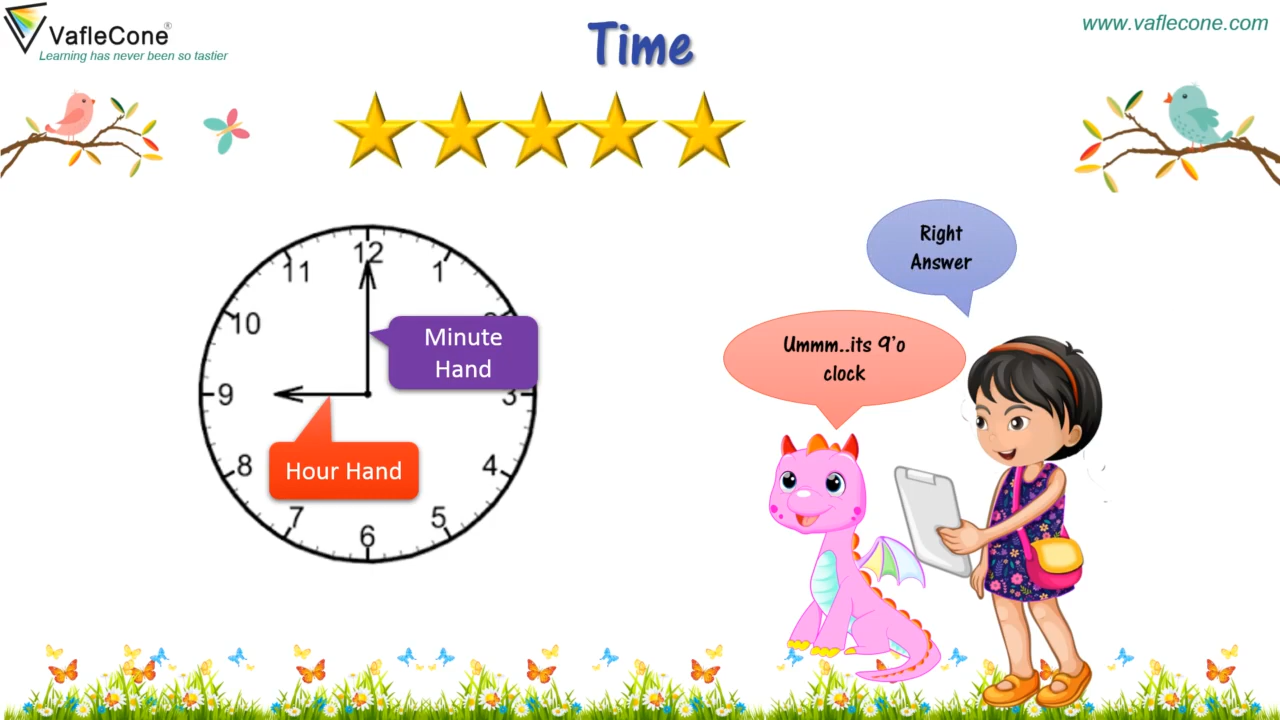 VafleCone®
Learning has never been so tastier
Time
www.vaflecone.com
Right
Answer
Ummm..its 9'o
clock
12
11
1
10
Minute
Hand
9
3
Hour Hand
8
4
7
5
6